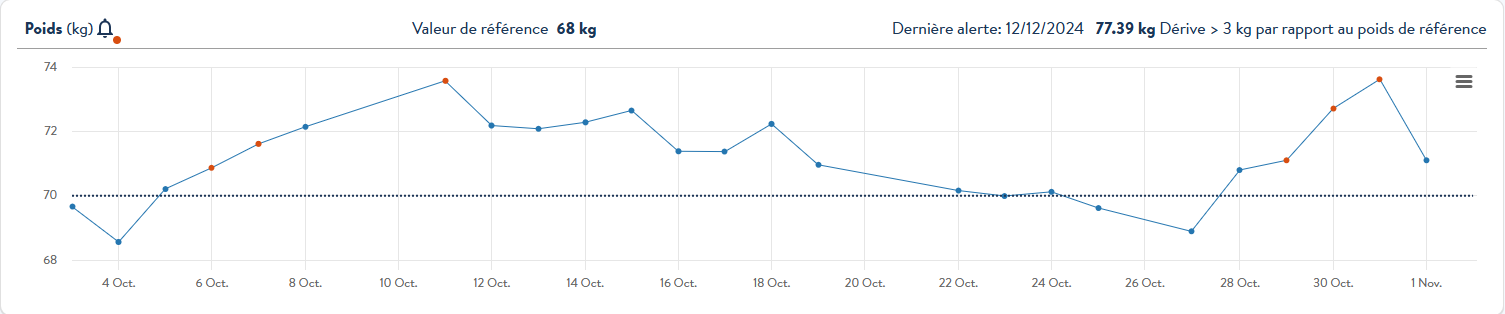 Poids (kg) Valeur de référence 68 kg Dernière alerte: 12/12/2024 77.39 kg Dérive > 3 kg par rapport au poids de référence
74
72
70
68
4 Oct. 6 Oct. 8 Oct. 10 Oct. 12 Oct. 14 Oct. 16 Oct. 18 Oct. 20 Oct. 22 Oct. 24 Oct. 26 Oct. 28 Oct. 30 Oct. 1 Nov.